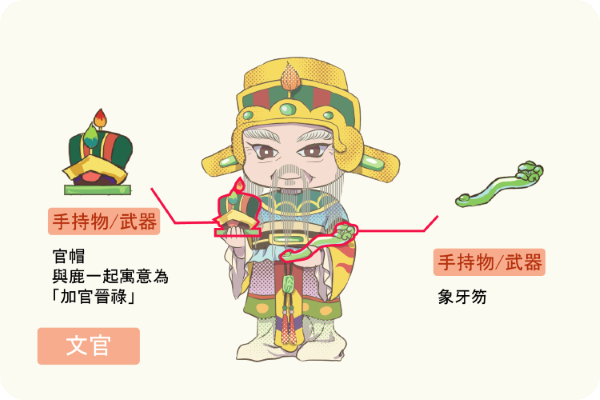 手持物/武器
官帽
與鹿一起寓意為
「加官晉祿」
文官
手持物/武器
象牙笏